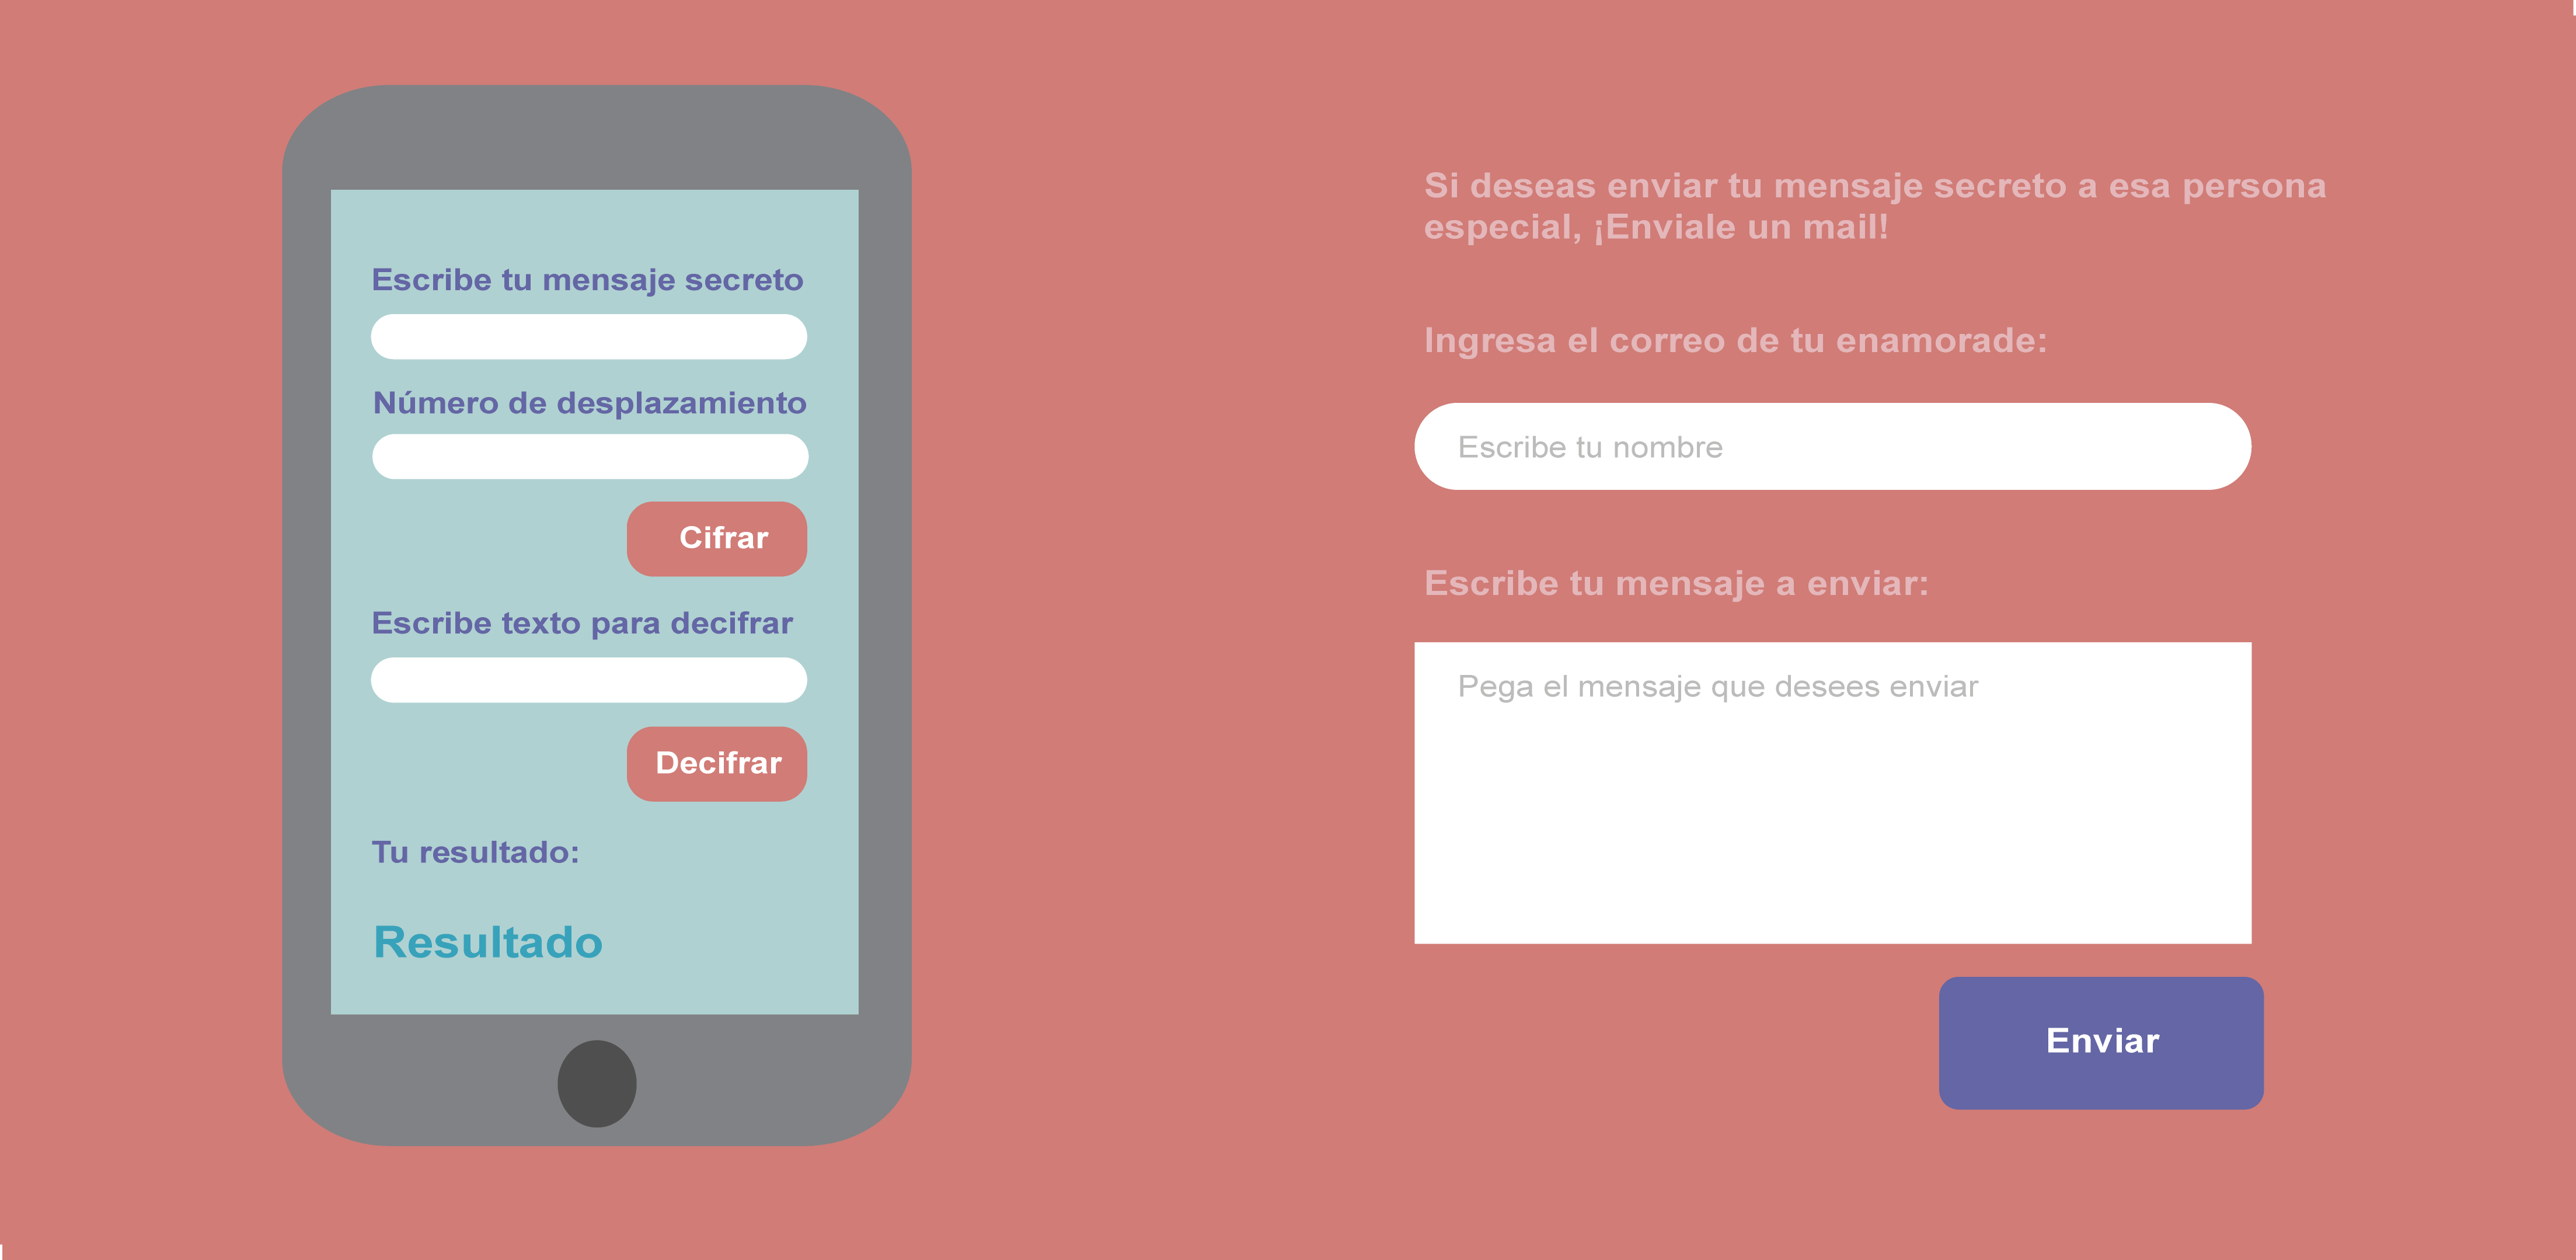 Escribe tu mensaje secreto
Número de desplazamiento
Cifrar
Escribe texto para decifrar
Decifrar
Tu resultado:
Resultado
Si deseas enviar tu mensaje secreto a esa persona
especial, ¡Enviale un mail!
Ingresa el correo de tu enamorade:
Escribe tu nombre
Escribe tu mensaje a enviar:
Pega el mensaje que desees enviar
Enviar